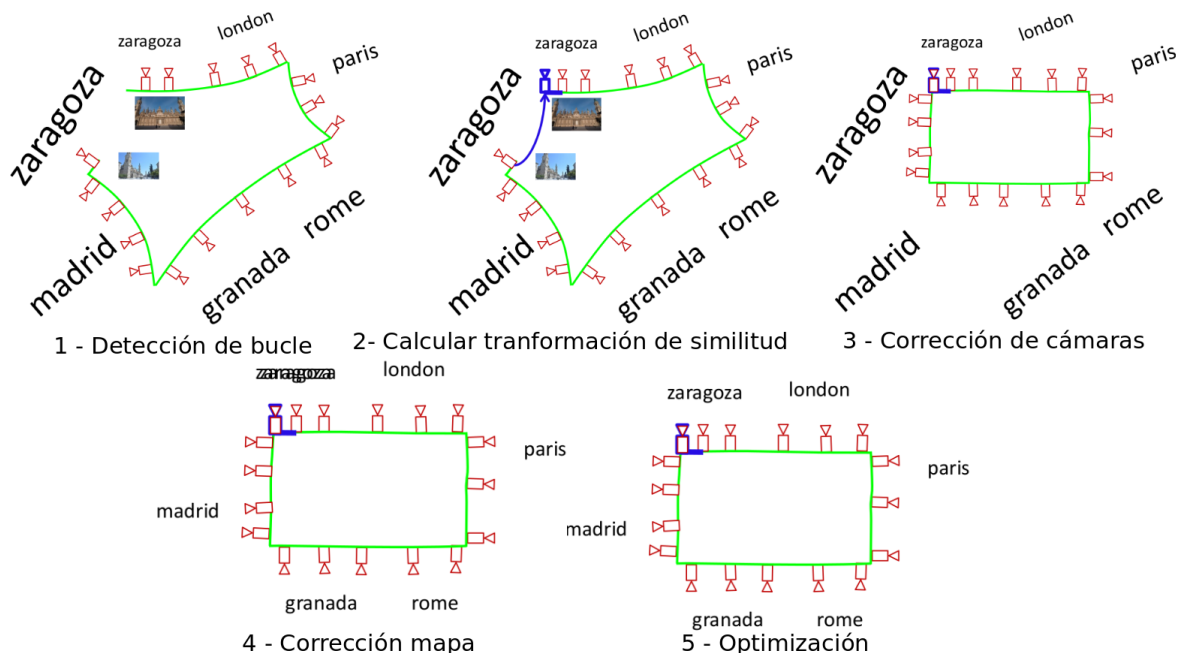 zaragoza
london
paris
zaragoza
madrid
granada
rome
1 - Detección de bucle
zaragoza
london
paris
zaragoza
madrid
granada
rome
2- Calcular tranformación de similitud
zaragoza
london
paris
zaragoza
madrid
granada
rome
3 - Corrección de cámaras
zaragoza
london
paris
madrid
granada
rome
4 - Corrección mapa
zaragoza
london
paris
madrid
granada
rome
5 - Optimización